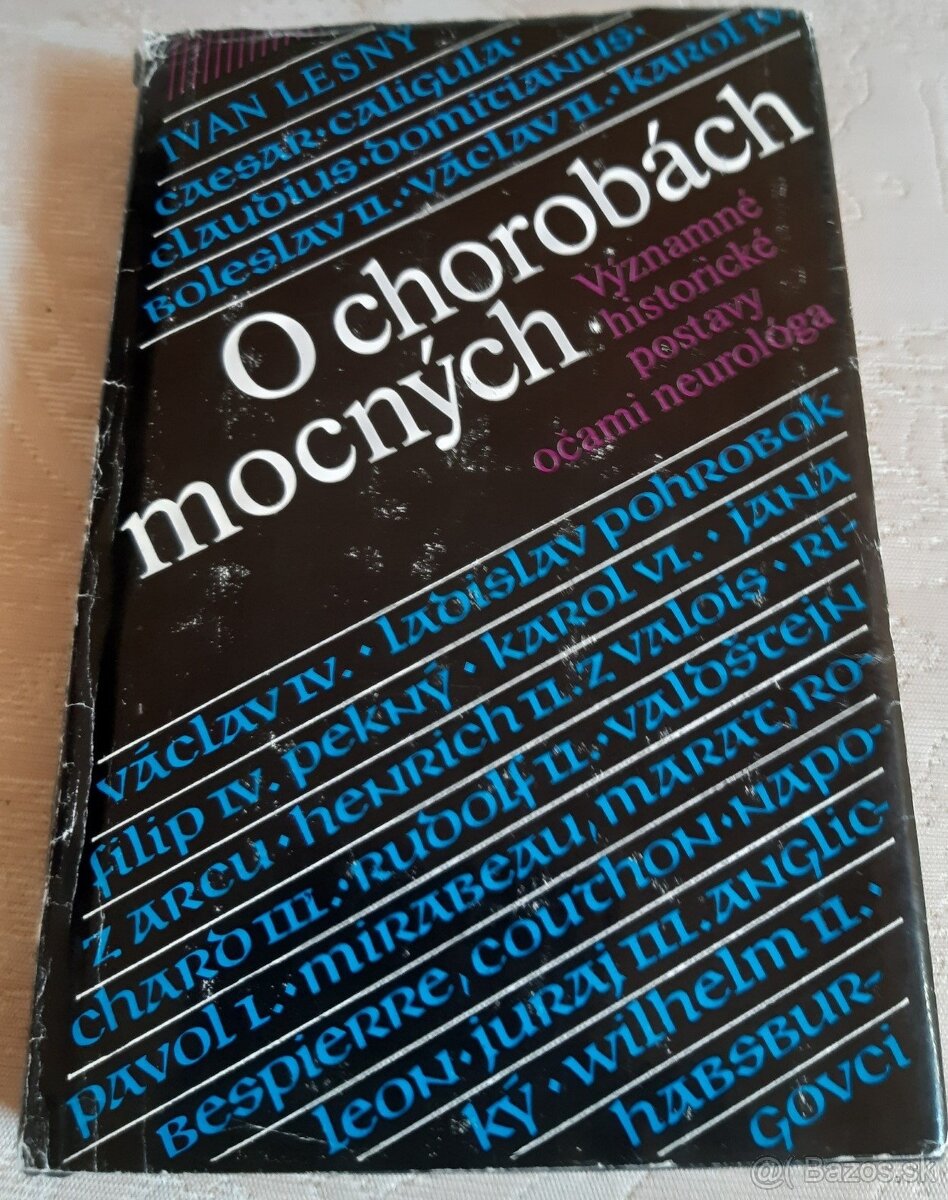 IVAN LESNÝ
CAESAR · CALIGULA ·
CLAUDIUS · DOMITIANUS ·
BOLESLAV II. · VÁCLAV II. · KAROL IV.
O chorobách
mocných ·
Významné
historické
postavy
očami neurológa
VÁCLAV IV. · LADISLAV POHROBOK
FILIP IV. PEKNÝ · KAROL VI. · JANA
Z ARCU · HENRICH II. Z VALOIS · RI-
CHARD III. · RUDOLF II. · VALDŠTEJN
PAVOL I. · MIRABEAU, MARAT, RO-
BESPIERRE, COUTHON · NAPO-
LEON · JURAJ III. ANGLIC-
KÝ · WILHELM II. ·
HABSBUR-
GOVCI
@( Bazos.sk